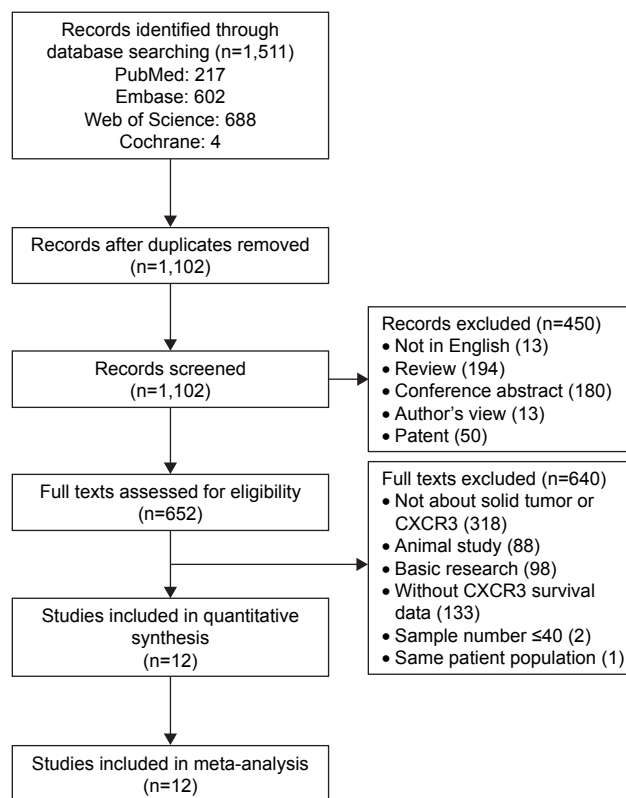 Records identified through
database searching (n=1,511)
PubMed: 217
Embase: 602
Web of Science: 688
Cochrane: 4
Records after duplicates removed
(n=1,102)
Records screened
(n=1,102)
Records excluded (n=450)
• Not in English (13)
• Review (194)
• Conference abstract (180)
• Author’s view (13)
• Patent (50)
Full texts assessed for eligibility
(n=652)
Full texts excluded (n=640)
• Not about solid tumor or
CXCR3 (318)
• Animal study (88)
• Basic research (98)
• Without CXCR3 survival
data (133)
• Sample number ≤40 (2)
• Same patient population (1)
Studies included in quantitative
synthesis
(n=12)
Studies included in meta-analysis
(n=12)